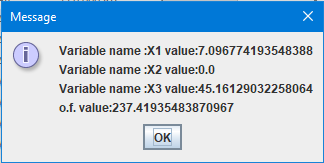 Message
Variable name :X1 value:7.096774193548388
Variable name :X2 value:0.0
Variable name :X3 value:45.16129032258064
o.f. value:237.41935483870967
OK